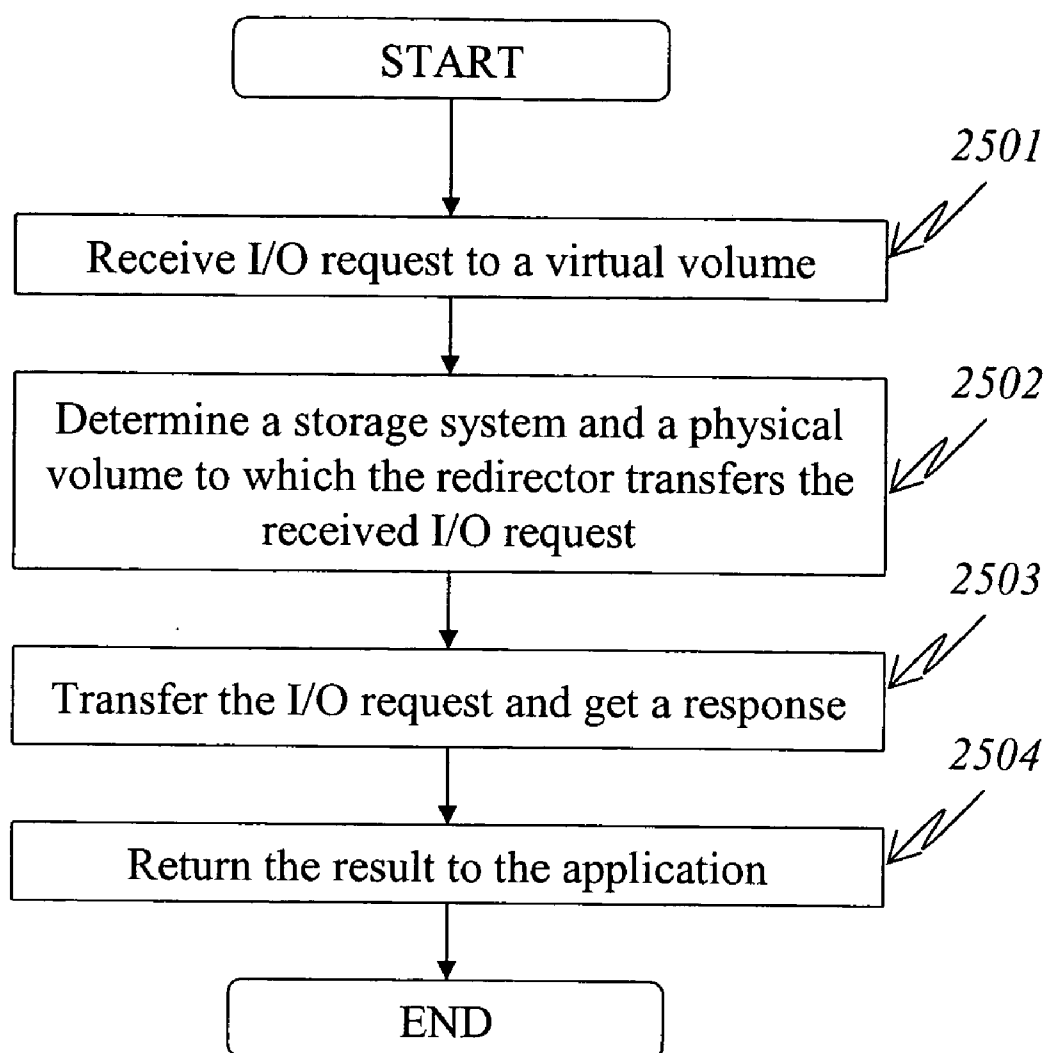 START
2501
Receive I/O request to a virtual volume
2502
Determine a storage system and a physical
volume to which the redirector transfers the
received I/O request
2503
Transfer the I/O request and get a response
2504
Return the result to the application
END